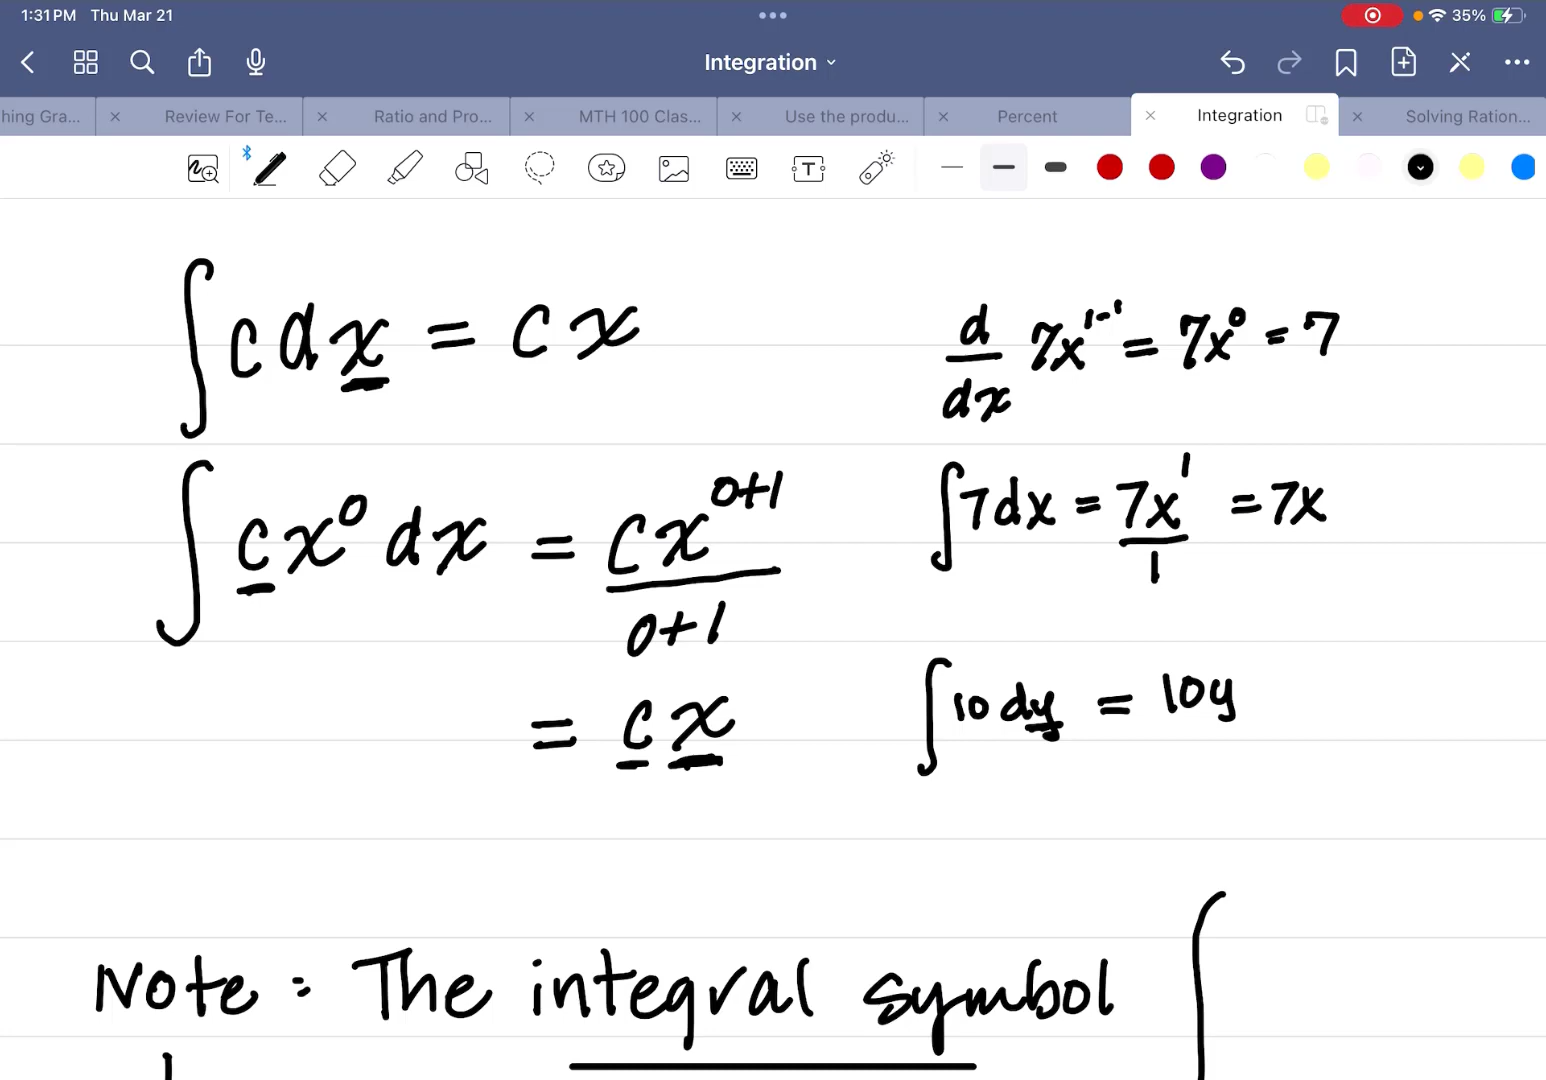 1:31 PM Thu Mar 21 35%
Integration
hing Gra... Review For Te... Ratio and Pro... MTH 100 Clas... Use the produ... Percent Integration Solving Ration...
∫ c dx = cx
d/dx 7x^1-1 = 7x^0 = 7
∫ cx^0 dx = cx^0+1/0+1
= cx
∫7dx = 7x^1/1 = 7x
∫10dy = 10y
Note: The integral symbol ∫